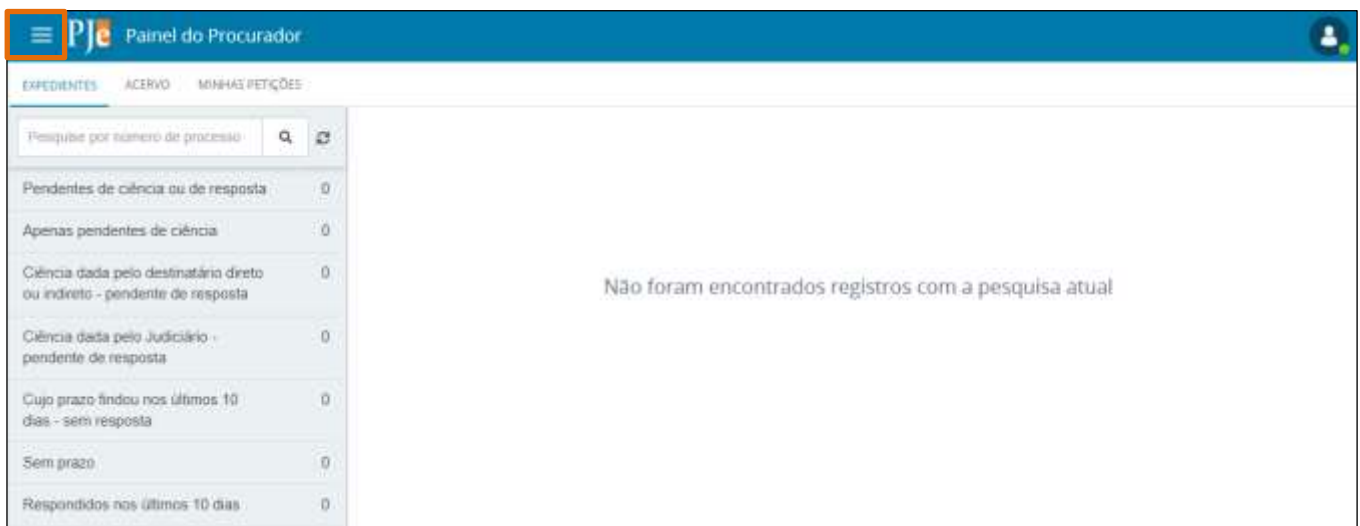 PJe Painel do Procurador
EXPEDIENTES ACERVO MINHAS PETIÇÕES
Pesquise por número de processo
Pendentes de ciência ou de resposta 0
Apenas pendentes de ciência 0
Ciência dada pelo destinatário direto 0
ou indireto - pendente de resposta
Ciência dada pelo Judiciário - 0
pendente de resposta
Cujo prazo findou nos últimos 10 0
dias - sem resposta
Sem prazo 0
Respondidos nos últimos 10 dias 0
Não foram encontrados registros com a pesquisa atual